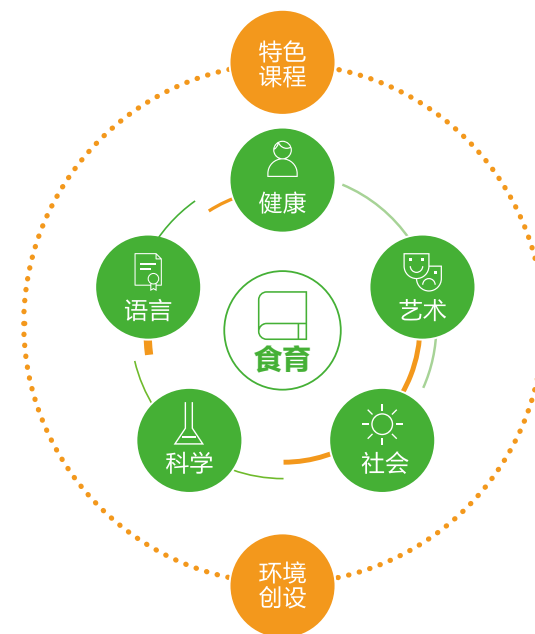 特色
课程
健康
语言
艺术
食育
科学
社会
环境
创设